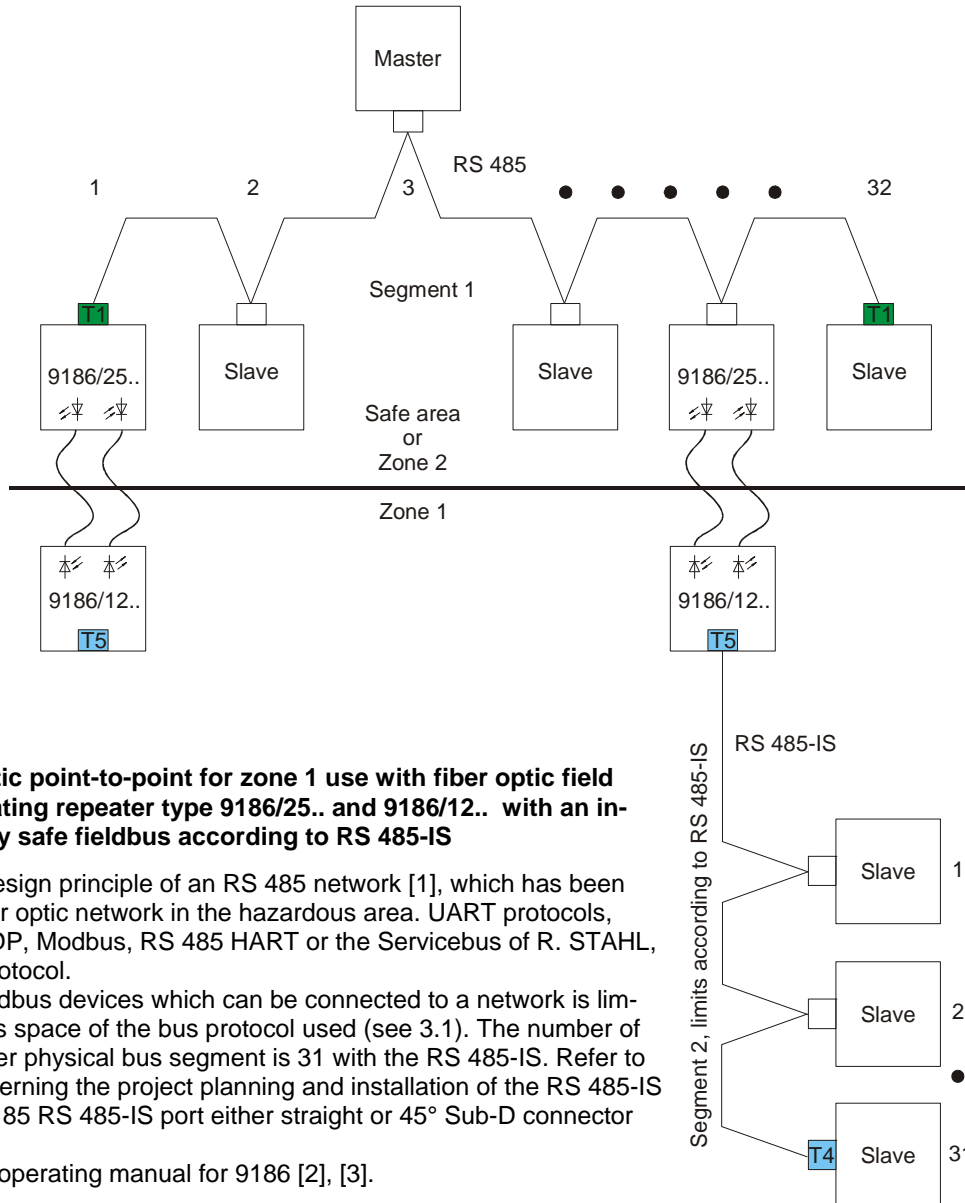 Master
RS 485
1
2
3
32
Segment 1
T1
T1
9186/25..
Slave
Slave
9186/25..
Slave
Safe area
or
Zone 2
Zone 1
9186/12..
9186/12..
T5
T5
RS 485-IS
Segment 2, limits according to RS 485-IS
Slave
1
Slave
2
T4
Slave
point-to-point for zone 1 use with fiber optic field
repeater type 9186/25.. and 9186/12.. with an in-
safe fieldbus according to RS 485-IS
design principle of an RS 485 network [1], which has been
optic network in the hazardous area. UART protocols,
DP, Modbus, RS 485 HART or the Servicebus of R. STAHL,
devices which can be connected to a network is lim-
space of the bus protocol used (see 3.1). The number of
per physical bus segment is 31 with the RS 485-IS. Refer to
the project planning and installation of the RS 485-IS
85 RS 485-IS port either straight or 45° Sub-D connector
operating manual for 9186 [2], [3].